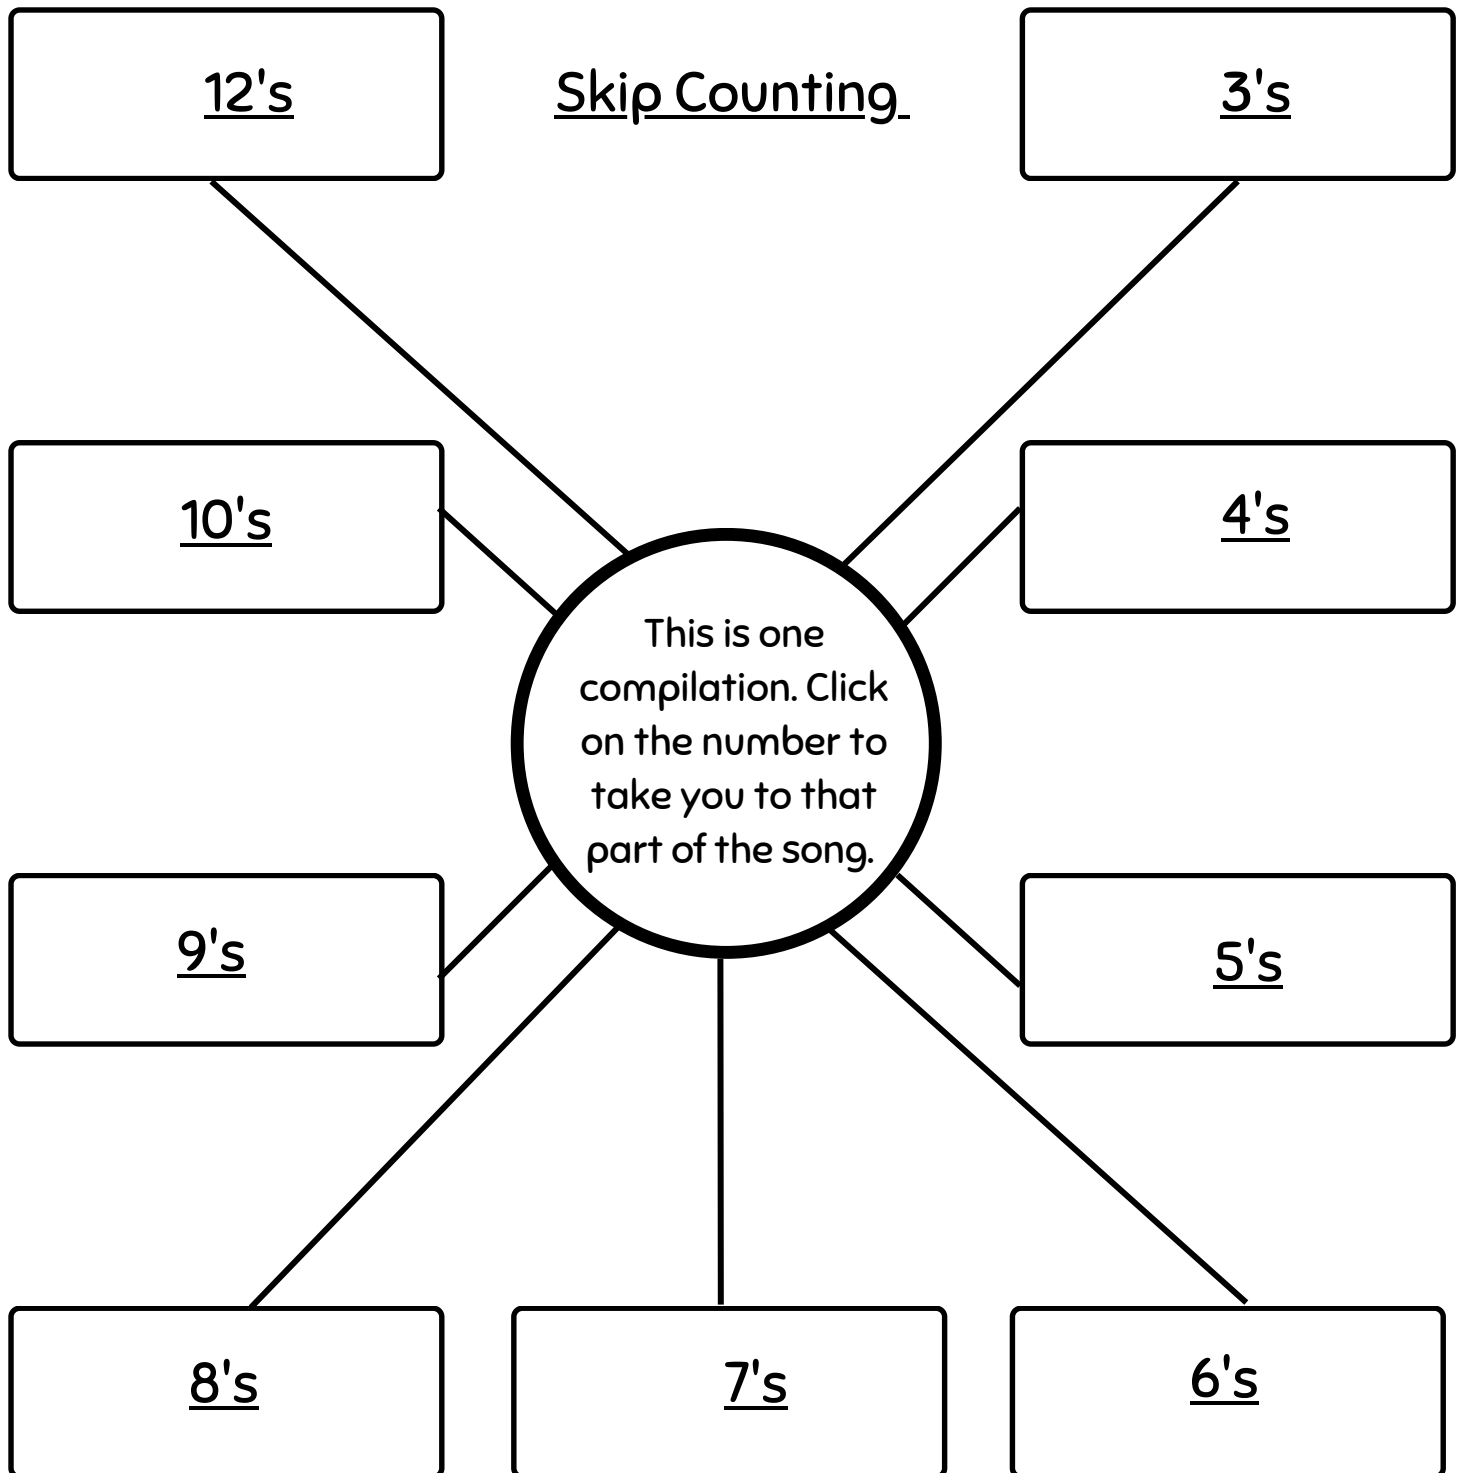 12's
Skip Counting
3's
10's
4's
This is one
compilation. Click
on the number to
take you to that
part of the song.
9's
5's
8's
7's
6's